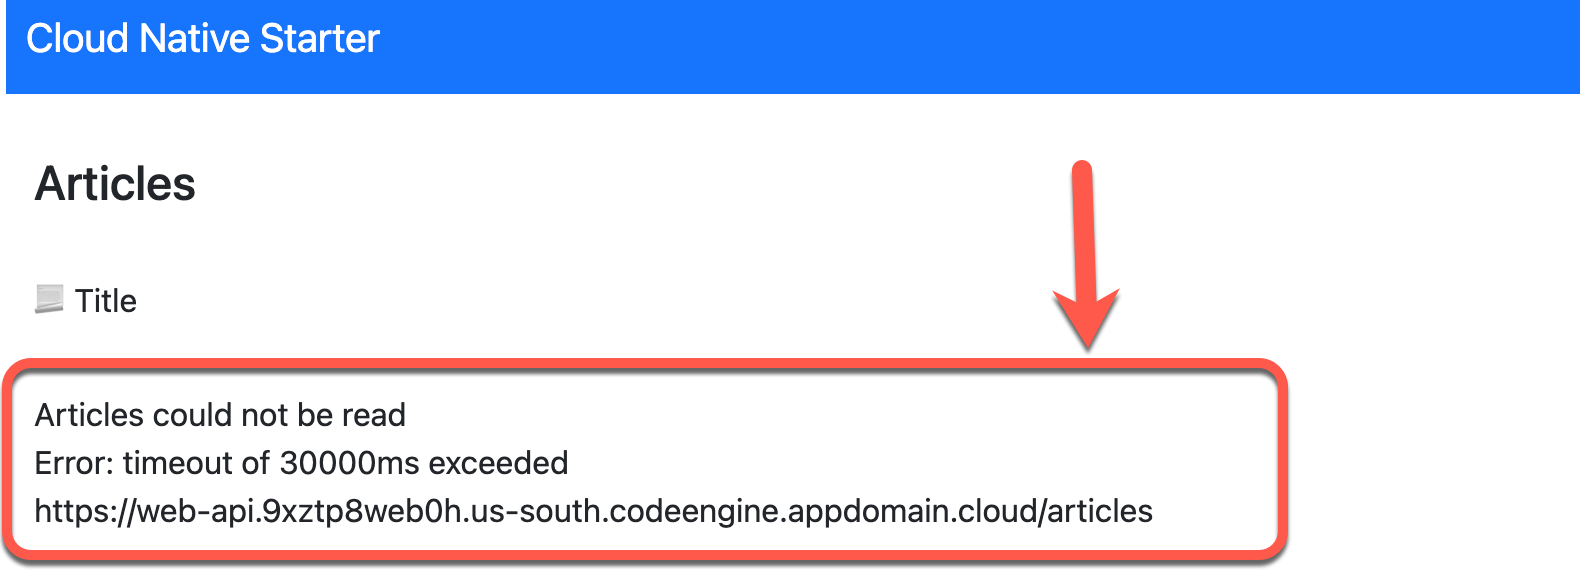 Cloud Native Starter
Articles
Title
Articles could not be read
Error: timeout of 30000ms exceeded
https://web-api.9xztp8web0h.us-south.codeengine.appdomain.cloud/articles